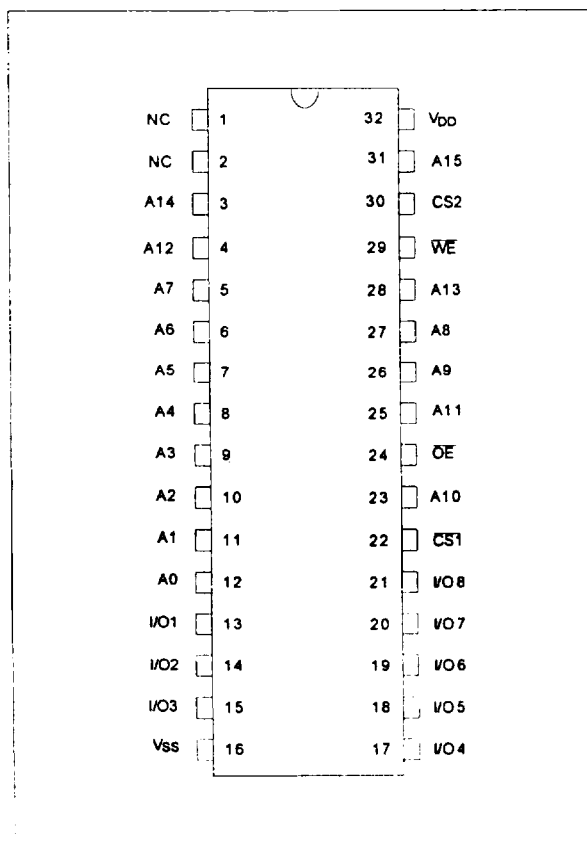 NC 1 32 VDD
NC 2 31 A15
A14 3 30 CS2
A12 4 29 W̅E̅
A7 5 28 A13
A6 6 27 A8
A5 7 26 A9
A4 8 25 A11
A3 9 24 O̅E̅
A2 10 23 A10
A1 11 22 C̅S̅1̅
A0 12 21 I/O8
I/O1 13 20 I/O7
I/O2 14 19 I/O6
I/O3 15 18 I/O5
VSS 16 17 I/O4